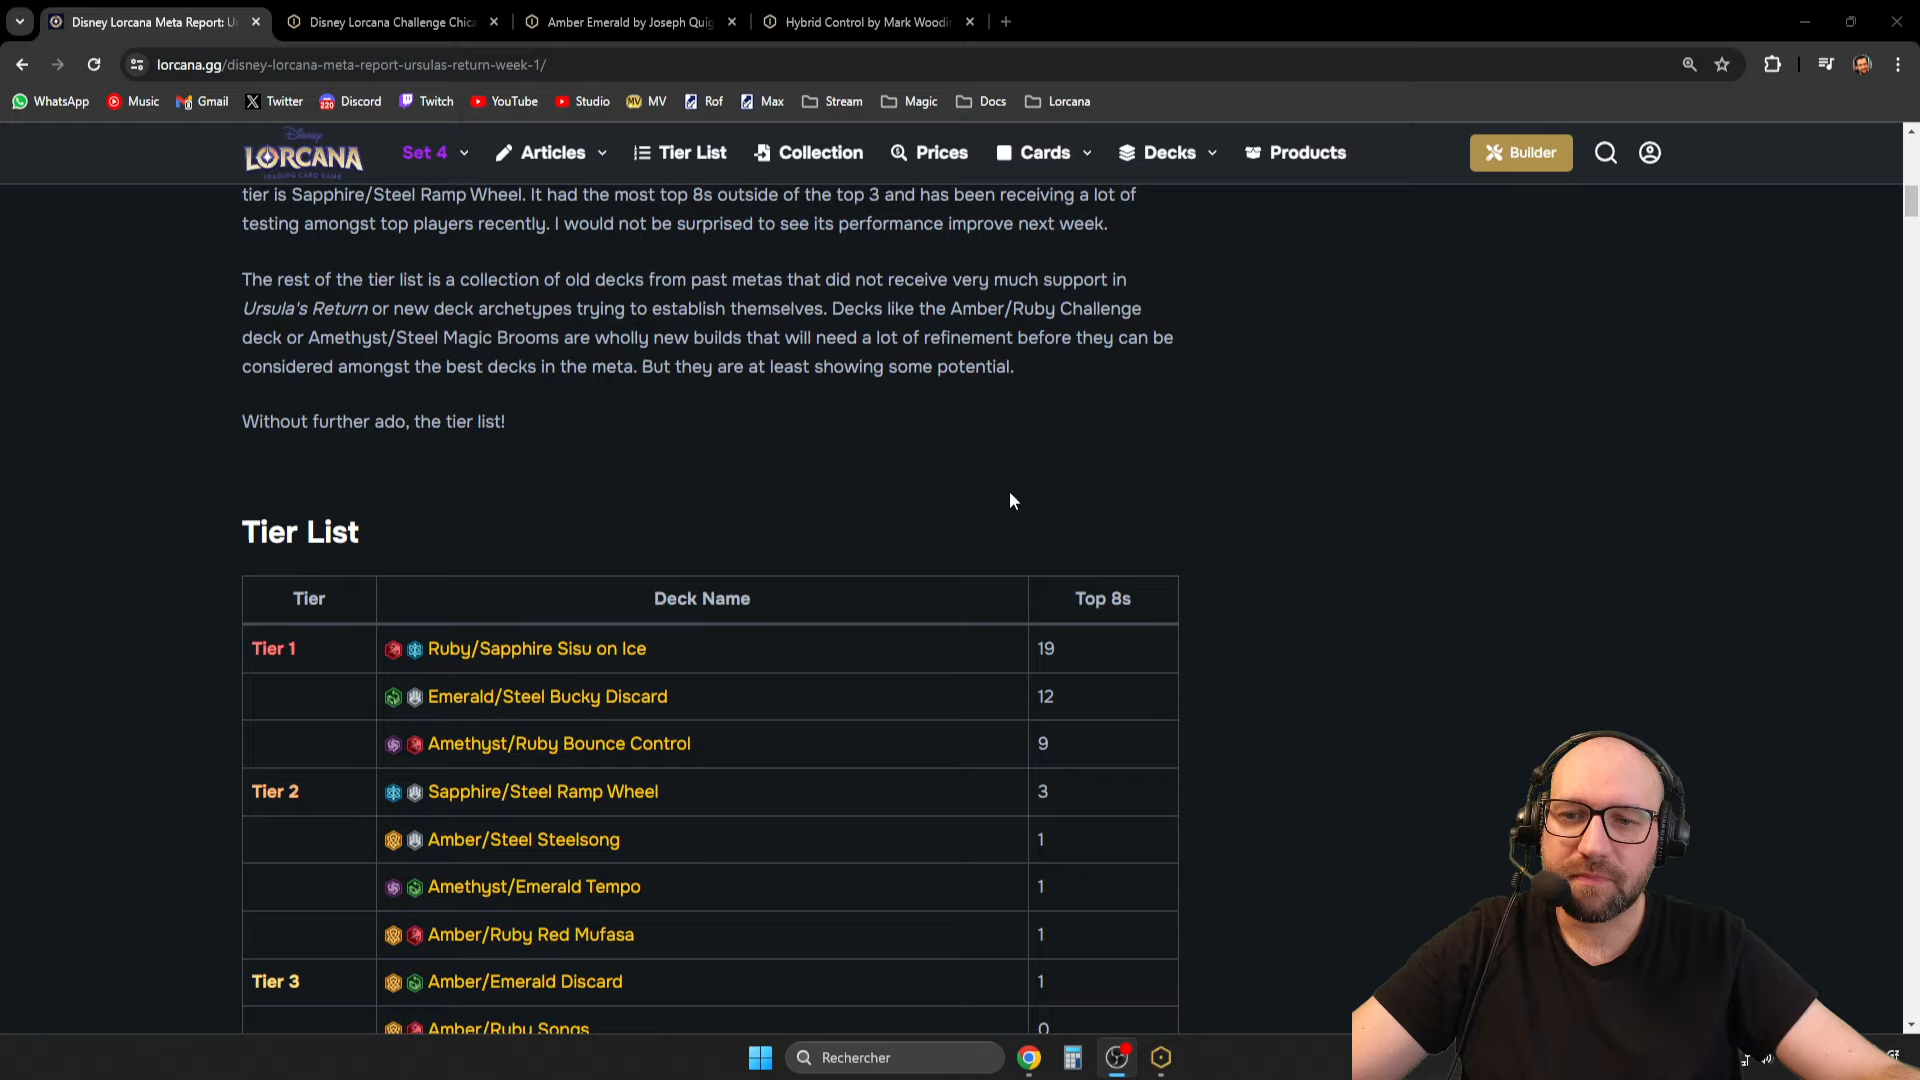 Disney Lorcana Meta Report: U
Disney Lorcana Challenge Chica
Amber Emerald by Joseph Quig
Hybrid Control by Mark Woodi
lorcana.gg/disney-lorcana-meta-report-ursulas-return-week-1/
WhatsApp Music Gmail Twitter 220 Discord Twitch YouTube Studio MV MV Rof Max Stream Magic Docs Lorcana
Disney
LORCANA
TRADING CARD GAME
Set 4 Articles Tier List Collection Prices Cards Decks Products Builder
tier is Sapphire/Steel Ramp Wheel. It had the most top 8s outside of the top 3 and has been receiving a lot of
testing amongst top players recently. I would not be surprised to see its performance improve next week.
The rest of the tier list is a collection of old decks from past metas that did not receive very much support in
Ursula's Return or new deck archetypes trying to establish themselves. Decks like the Amber/Ruby Challenge
deck or Amethyst/Steel Magic Brooms are wholly new builds that will need a lot of refinement before they can be
considered amongst the best decks in the meta. But they are at least showing some potential.
Without further ado, the tier list!
Tier List
Tier Deck Name Top 8s
Tier 1 Ruby/Sapphire Sisu on Ice 19
Emerald/Steel Bucky Discard 12
Amethyst/Ruby Bounce Control 9
Tier 2 Sapphire/Steel Ramp Wheel 3
Amber/Steel Steelsong 1
Amethyst/Emerald Tempo 1
Amber/Ruby Red Mufasa 1
Tier 3 Amber/Emerald Discard 1
Amber/Ruby Songs 0
Rechercher